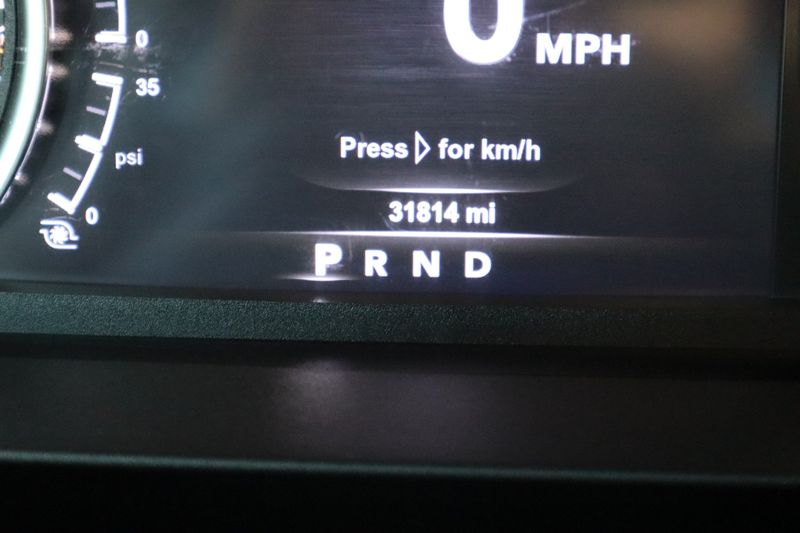 0 MPH
0
35
psi
0
Press ▷ for km/h
31814 mi
P R N D